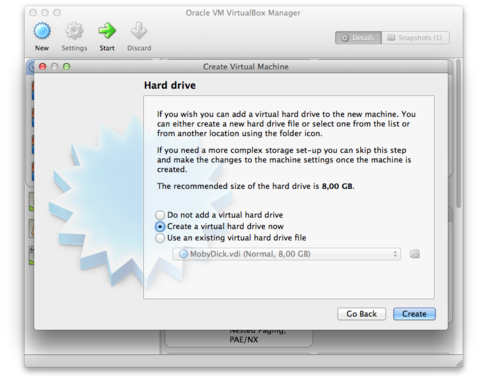 Oracle VM VirtualBox Manager
New
Settings
Start
Discard
Details
Snapshots (1)
Create Virtual Machine
Hard drive
If you wish you can add a virtual hard drive to the new machine. You
can either create a new hard drive file or select one from the list or
from another location using the folder icon.
If you need a more complex storage set-up you can skip this step
and make the changes to the machine settings once the machine is
created.
The recommended size of the hard drive is 8,00 GB.
Do not add a virtual hard drive
Create a virtual hard drive now
Use an existing virtual hard drive file
MobyDick.vdi (Normal, 8,00 GB)
Go Back
Create
Nested Paging,
PAE/NX